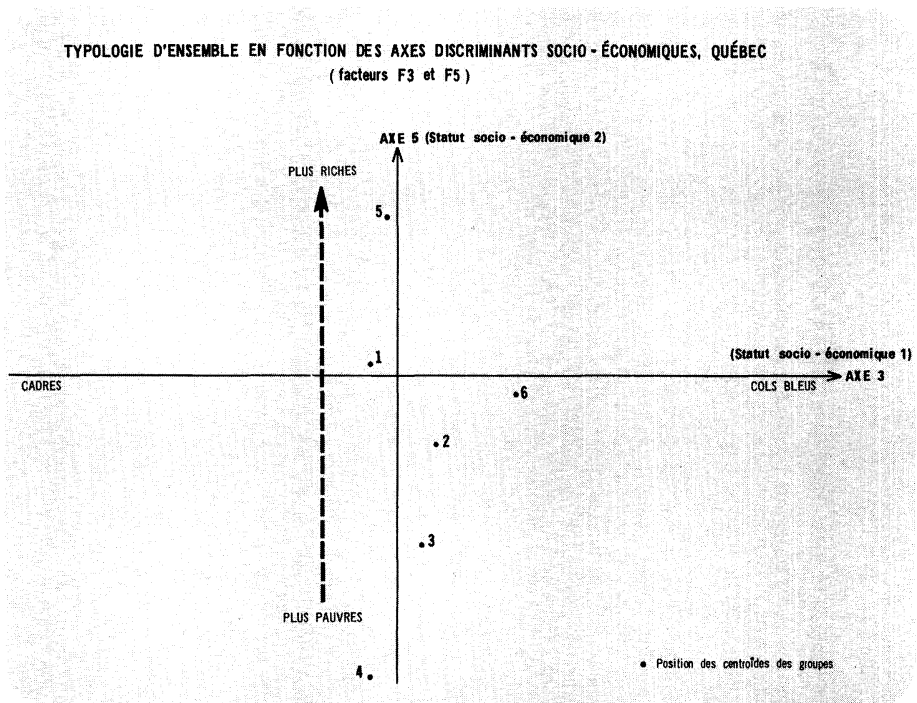 TYPOLOGIE D'ENSEMBLE EN FONCTION DES AXES DISCRIMINANTS SOCIO-ÉCONOMIQUES, QUÉBEC
(facteurs F3 et F5)
AXE 5 (Statut socio-économique 2)
PLUS RICHES
5
1
(Statut socio-économique 1)
CADRES
COLS BLEUS
AXE 3
6
2
3
PLUS PAUVRES
4
• Position des centroïdes des groupes